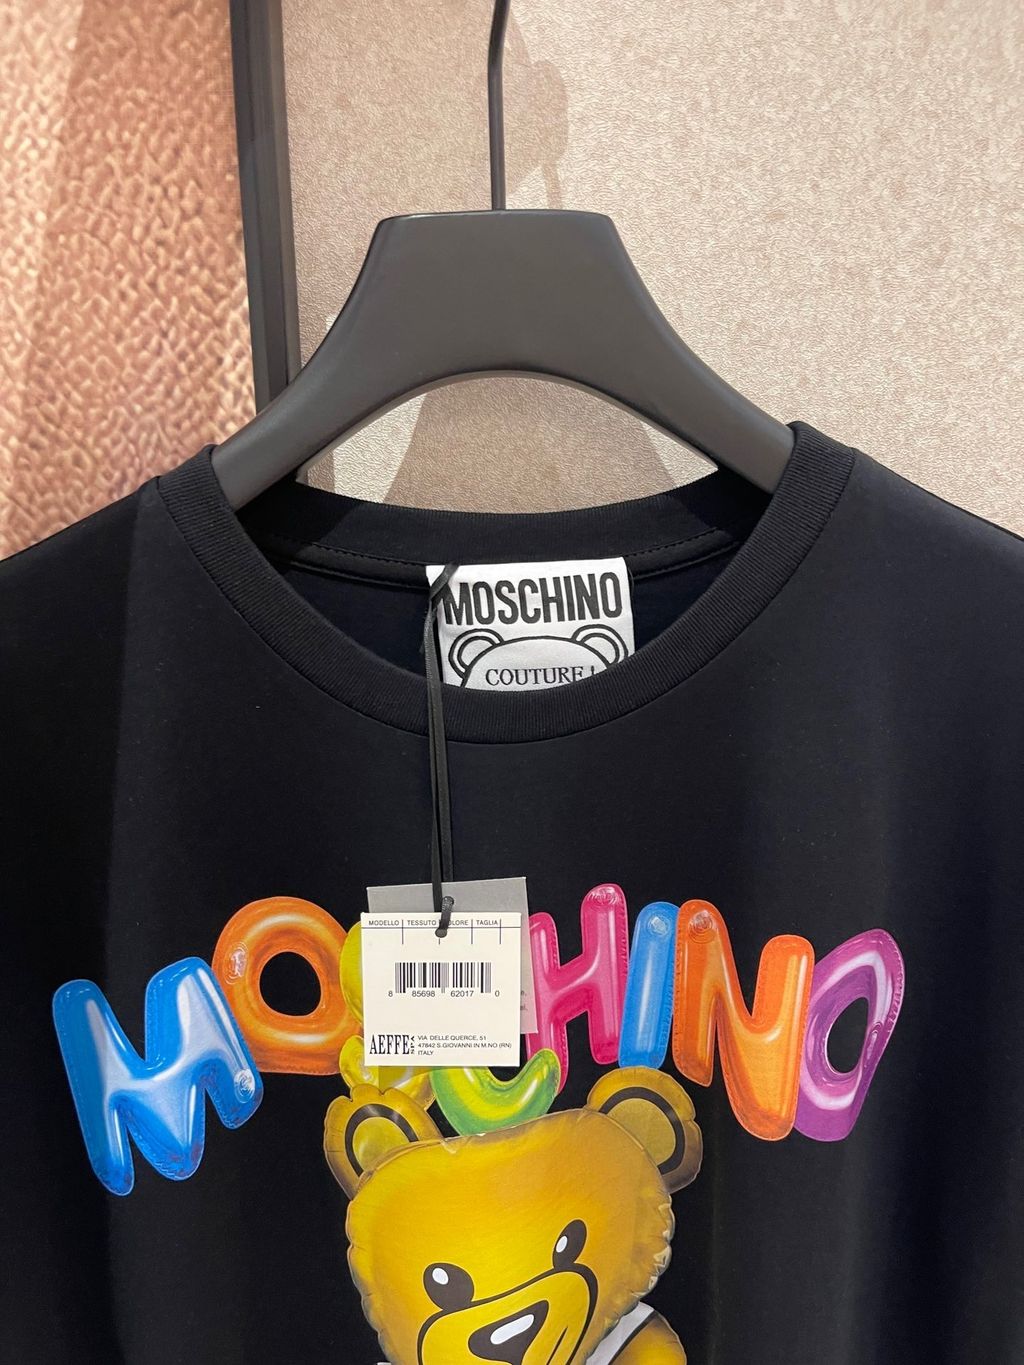 MOSCHINO
COUTURE !
MODELLO TESSUTO COLORE TAGLIA
8 85698 62017 0
AEFFE SPA
VIA DELLE QUERCE, 51
47842 S.GIOVANNI IN M.NO (RN)
ITALY
MOSCHINO